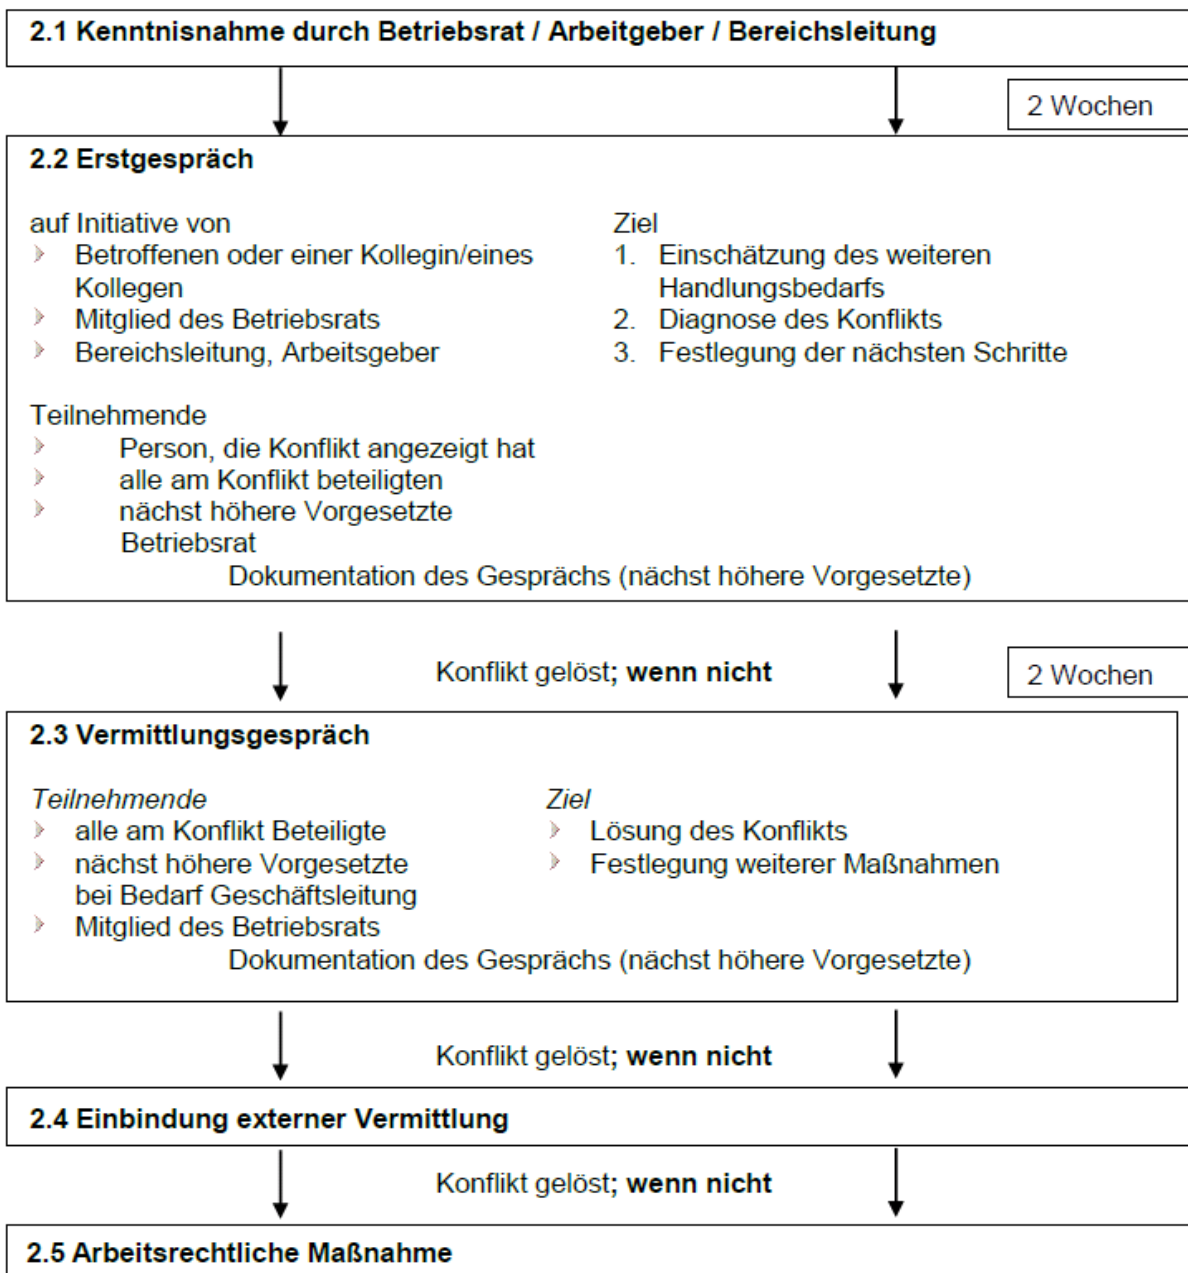 2.1 Kenntnisnahme durch Betriebsrat / Arbeitgeber / Bereichsleitung
2 Wochen
2.2 Erstgespräch
auf Initiative von
Betroffenen oder einer Kollegin/eines
Kollegen
Mitglied des Betriebsrats
Bereichsleitung, Arbeitsgeber
Ziel
1. Einschätzung des weiteren
Handlungsbedarfs
2. Diagnose des Konflikts
3. Festlegung der nächsten Schritte
Teilnehmende
Person, die Konflikt angezeigt hat
alle am Konflikt beteiligten
nächst höhere Vorgesetzte
Betriebsrat
Dokumentation des Gesprächs (nächst höhere Vorgesetzte)
Konflikt gelöst; wenn nicht
2 Wochen
2.3 Vermittlungsgespräch
Teilnehmende
alle am Konflikt Beteiligte
nächst höhere Vorgesetzte
bei Bedarf Geschäftsleitung
Mitglied des Betriebsrats
Ziel
Lösung des Konflikts
Festlegung weiterer Maßnahmen
Dokumentation des Gesprächs (nächst höhere Vorgesetzte)
Konflikt gelöst; wenn nicht
2.4 Einbindung externer Vermittlung
Konflikt gelöst; wenn nicht
2.5 Arbeitsrechtliche Maßnahme